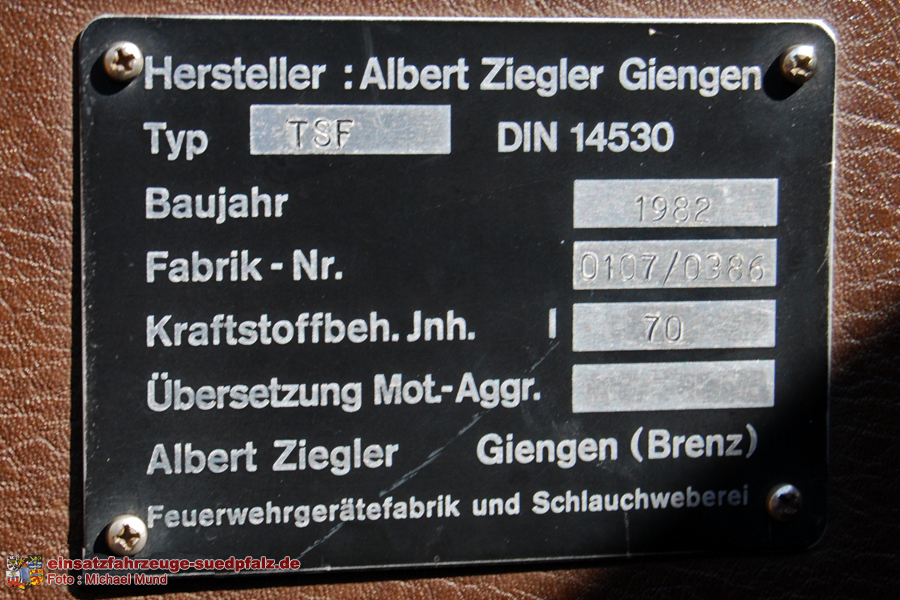 Hersteller : Albert Ziegler Giengen
Typ TSF DIN 14530
Baujahr 1982
Fabrik - Nr. 0107/0386
Kraftstoffbeh. Jnh. l 70
Übersetzung Mot.-Aggr.
Albert Ziegler Giengen (Brenz)
Feuerwehrgerätefabrik und Schlauchweberei
einsatzfahrzeuge-suedpfalz.de
Foto : Michael Mund